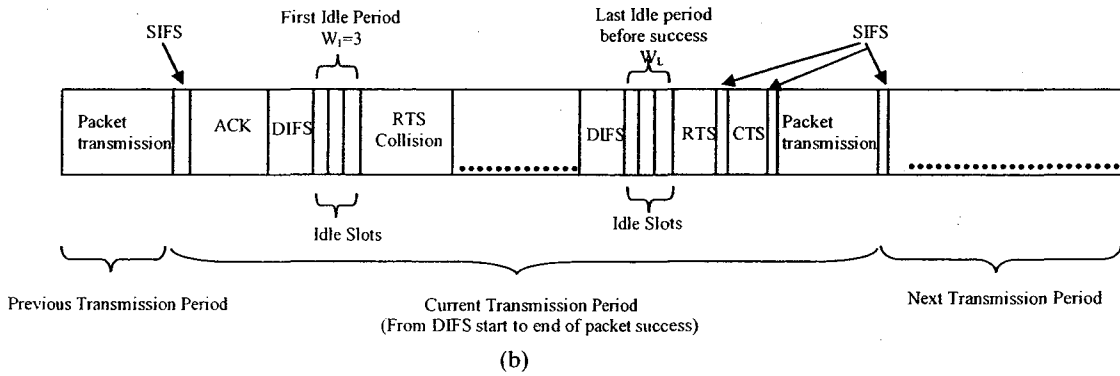 First Idle Period
W₁=3
Last Idle period
before success
W_L
SIFS
SIFS
Packet
transmission
ACK
DIFS
RTS
Collision
DIFS
RTS
CTS
Packet
transmission
Idle Slots
Idle Slots
Previous Transmission Period
Current Transmission Period
(From DIFS start to end of packet success)
Next Transmission Period
(b)